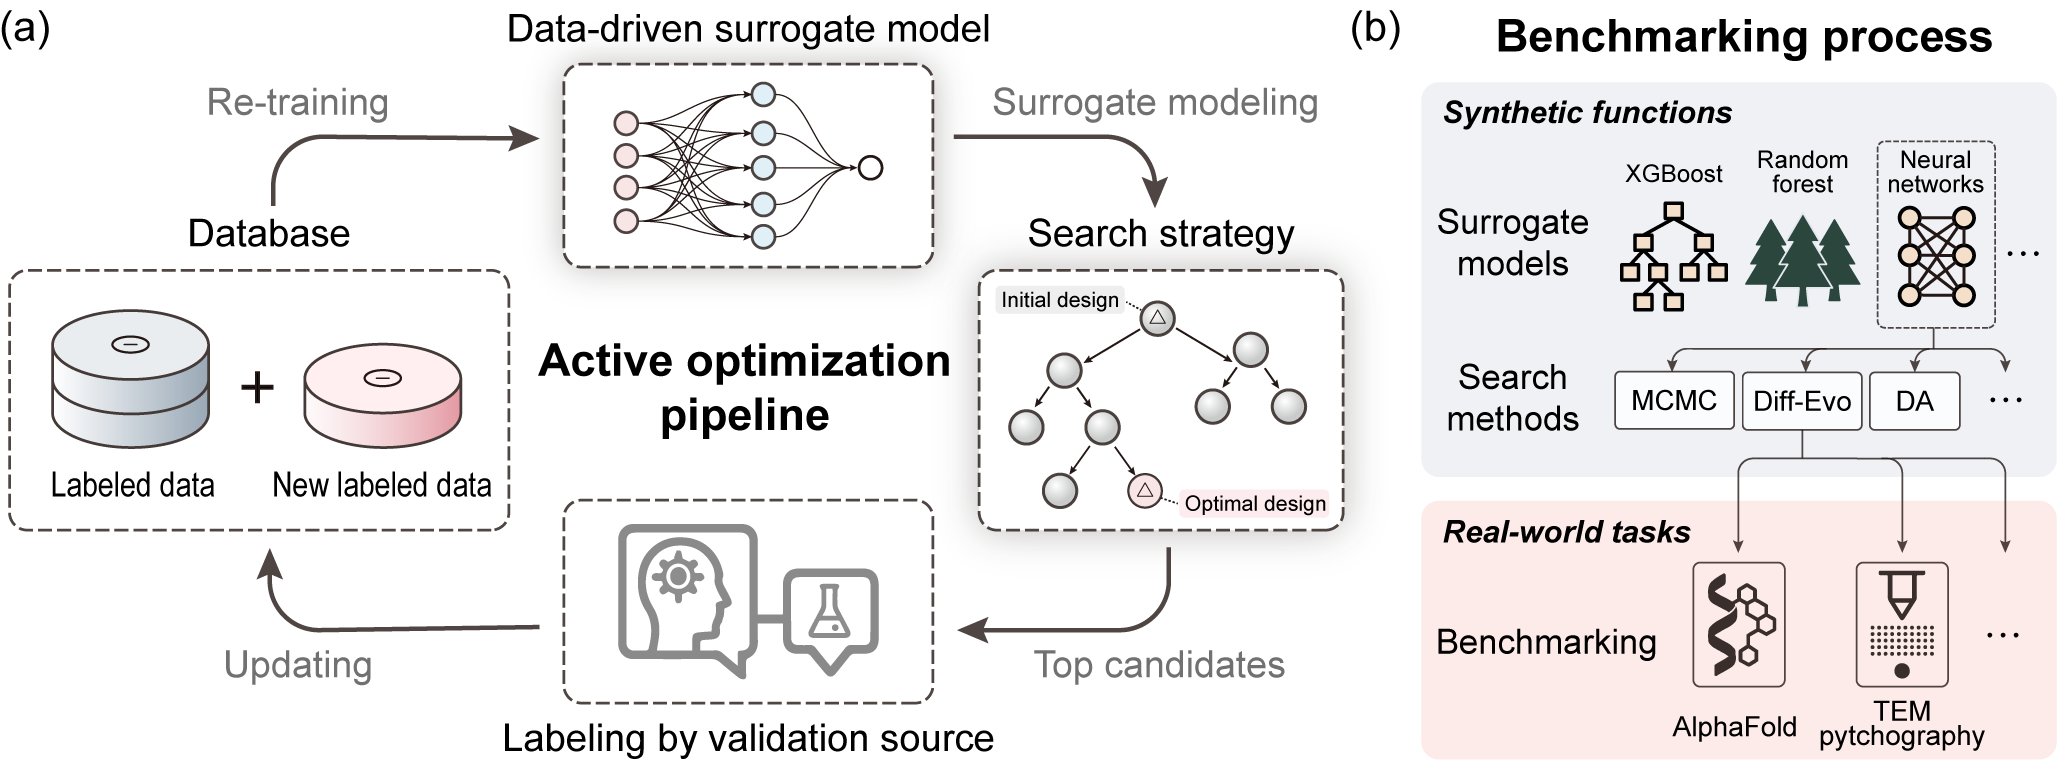 (a)
Data-driven surrogate model
Re-training
Surrogate modeling
Database
Search strategy
Initial design
Optimal design
Active optimization
pipeline
+
Labeled data
New labeled data
Updating
Top candidates
Labeling by validation source
(b)
Benchmarking process
Synthetic functions
XGBoost
Random
forest
Neural
networks
Surrogate
models
...
Search
methods
MCMC
Diff-Evo
DA
...
Real-world tasks
Benchmarking
...
AlphaFold
TEM
pytchography